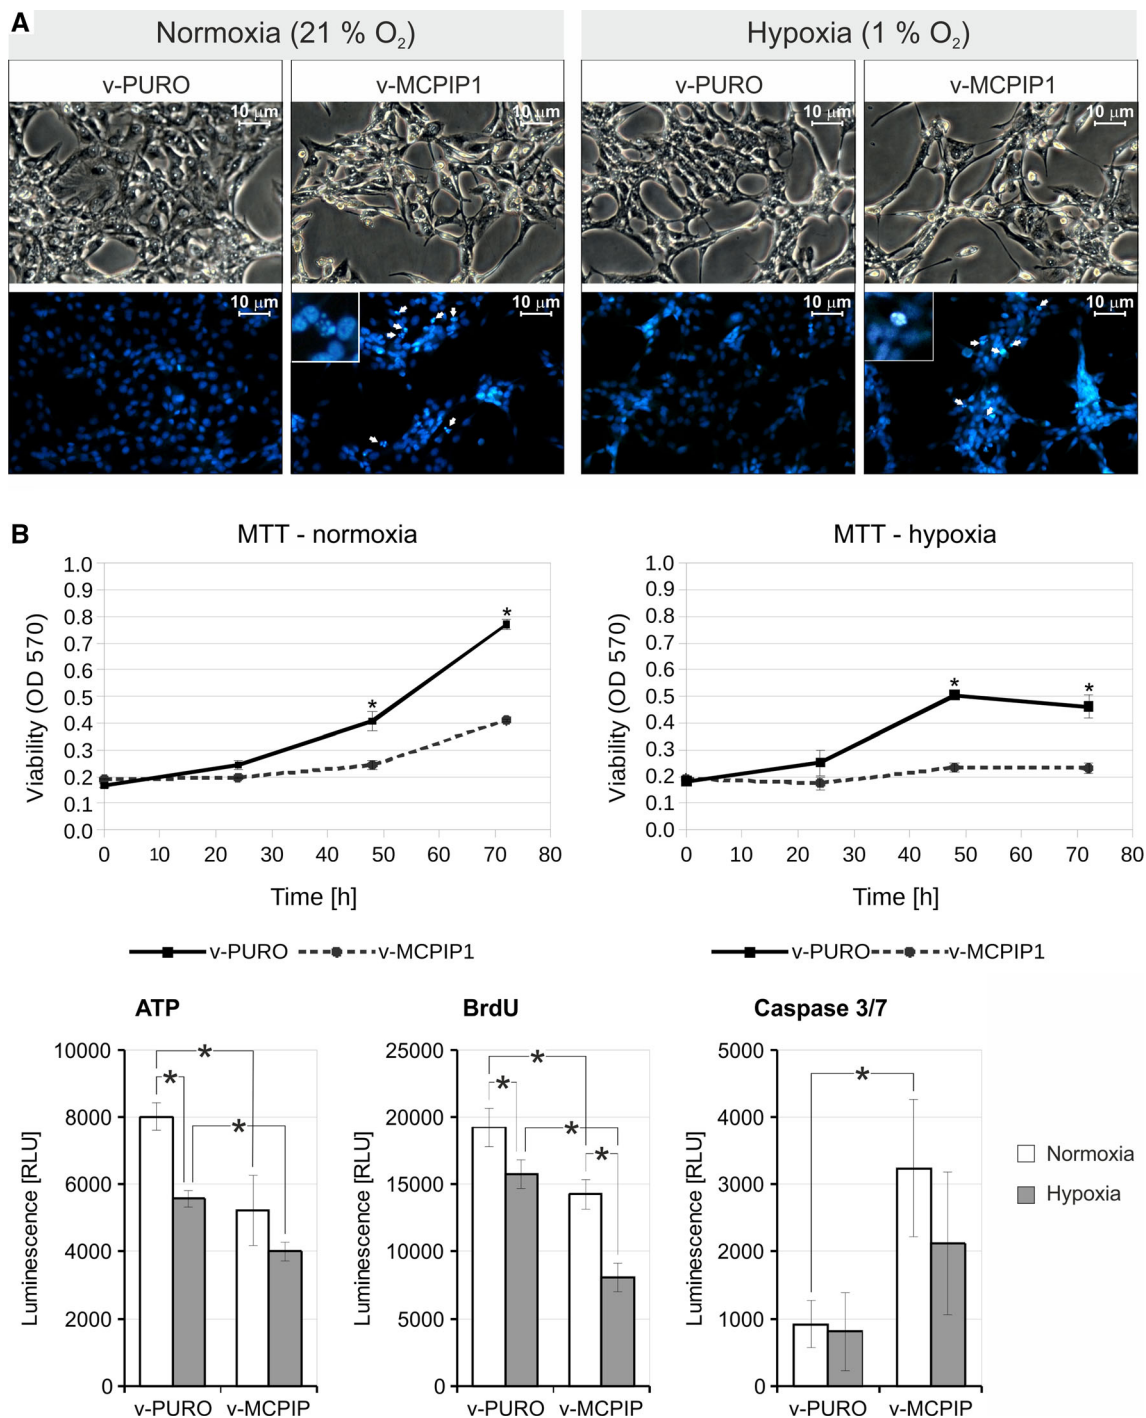 A
Normoxia (21 % O₂)
Hypoxia (1 % O₂)
v-PURO
v-MCPIP1
v-PURO
v-MCPIP1
10 µm
10 µm
10 µm
10 µm
10 µm
10 µm
10 µm
10 µm
B
MTT - normoxia
1.0
0.9
0.8
0.7
0.6
0.5
0.4
0.3
0.2
0.1
0.0
Viability (OD 570)
*
*
0 10 20 30 40 50 60 70 80
Time [h]
v-PURO v-MCPIP1
MTT - hypoxia
1.0
0.9
0.8
0.7
0.6
0.5
0.4
0.3
0.2
0.1
0.0
Viability (OD 570)
*
*
0 10 20 30 40 50 60 70 80
Time [h]
v-PURO v-MCPIP1
ATP
10000
8000
6000
4000
2000
0
Luminescence [RLU]
*
*
*
v-PURO v-MCPIP
BrdU
25000
20000
15000
10000
5000
0
Luminescence [RLU]
*
*
*
*
v-PURO v-MCPIP
Caspase 3/7
5000
4000
3000
2000
1000
0
Luminescence [RLU]
*
v-PURO v-MCPIP
Normoxia
Hypoxia